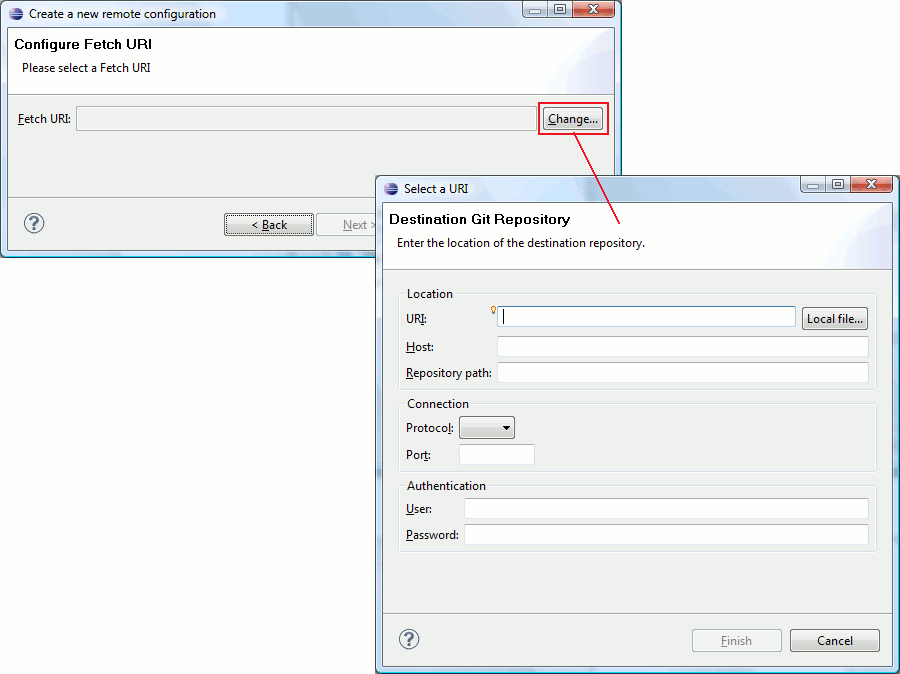 Create a new remote configuration
Configure Fetch URI
Please select a Fetch URI
Fetch URI:
Change...
< Back
Next >
Select a URI
Destination Git Repository
Enter the location of the destination repository.
Location
URI:
Local file...
Host:
Repository path:
Connection
Protocol:
Port:
Authentication
User:
Password:
Finish
Cancel